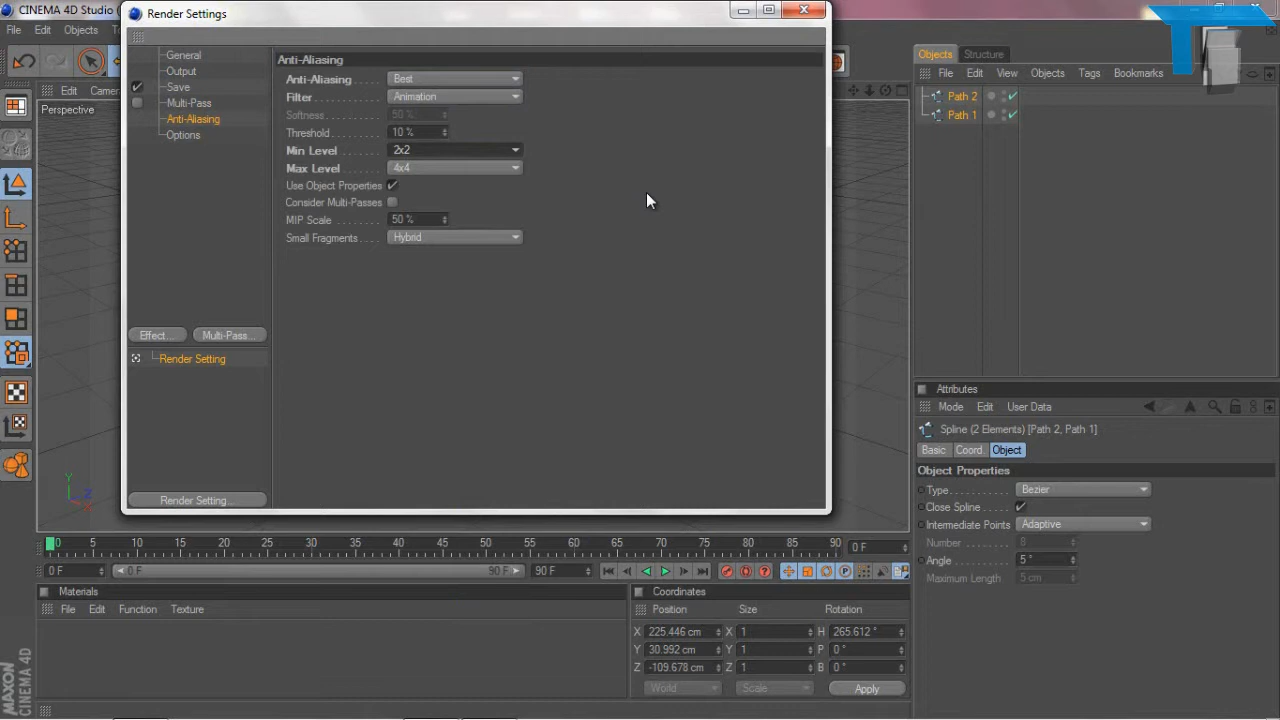 CINEMA 4D Studio (
File Edit Objects T
Render Settings
General
Output
Save
Multi-Pass
Anti-Aliasing
Options
Effect... Multi-Pass...
Render Setting
Render Setting...
Anti-Aliasing
Anti-Aliasing Best
Filter Animation
Softness 50 %
Threshold 10 %
Min Level 2x2
Max Level 4x4
Use Object Properties
Consider Multi-Passes
MIP Scale 50 %
Small Fragments Hybrid
Edit Camer
Perspective
Y
Z
X
Objects Structure
File Edit View Objects Tags Bookmarks
Path 2
Path 1
Attributes
Mode Edit User Data
Spline (2 Elements) [Path 2, Path 1]
Basic Coord Object
Object Properties
Type Bezier
Close Spline
Intermediate Points Adaptive
Number 8
Angle 5 °
Maximum Length 5 cm
0 5 10 15 20 25 30 35 40 45 50 55 60 65 70 75 80 85 90 0 F
0 F 0 F 90 F 90 F
Materials
File Edit Function Texture
Coordinates
Position Size Rotation
X 225.446 cm X 1 H 265.612 °
Y 30.992 cm Y 1 P 0 °
Z -109.678 cm Z 1 B 0 °
World Scale Apply
MAXON
CINEMA 4D